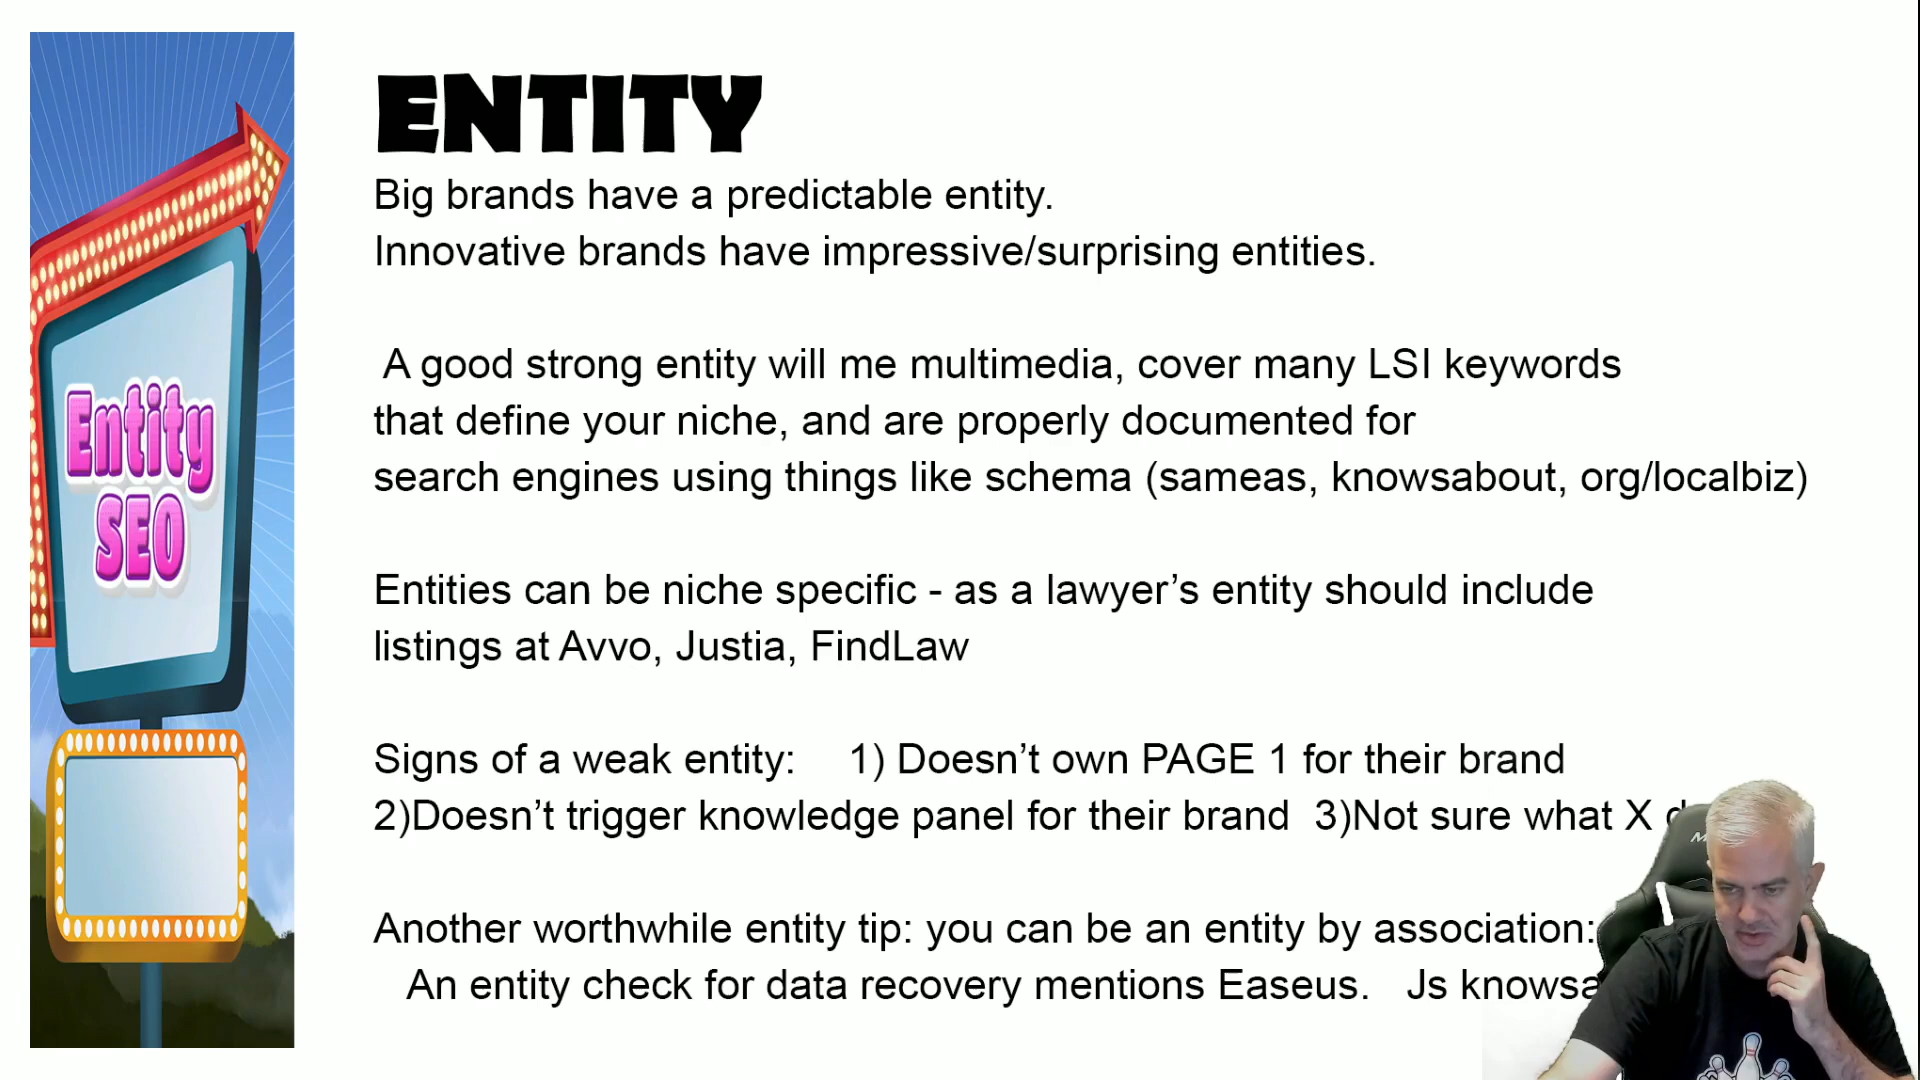 ENTITY
Big brands have a predictable entity.
Innovative brands have impressive/surprising entities.
A good strong entity will me multimedia, cover many LSI keywords
that define your niche, and are properly documented for
search engines using things like schema (sameas, knowsabout, org/localbiz)
Entities can be niche specific - as a lawyer’s entity should include
listings at Avvo, Justia, FindLaw
Signs of a weak entity: 1) Doesn’t own PAGE 1 for their brand
2)Doesn’t trigger knowledge panel for their brand 3)Not sure what X
Another worthwhile entity tip: you can be an entity by association:
An entity check for data recovery mentions Easeus. Js
Entity
SEO